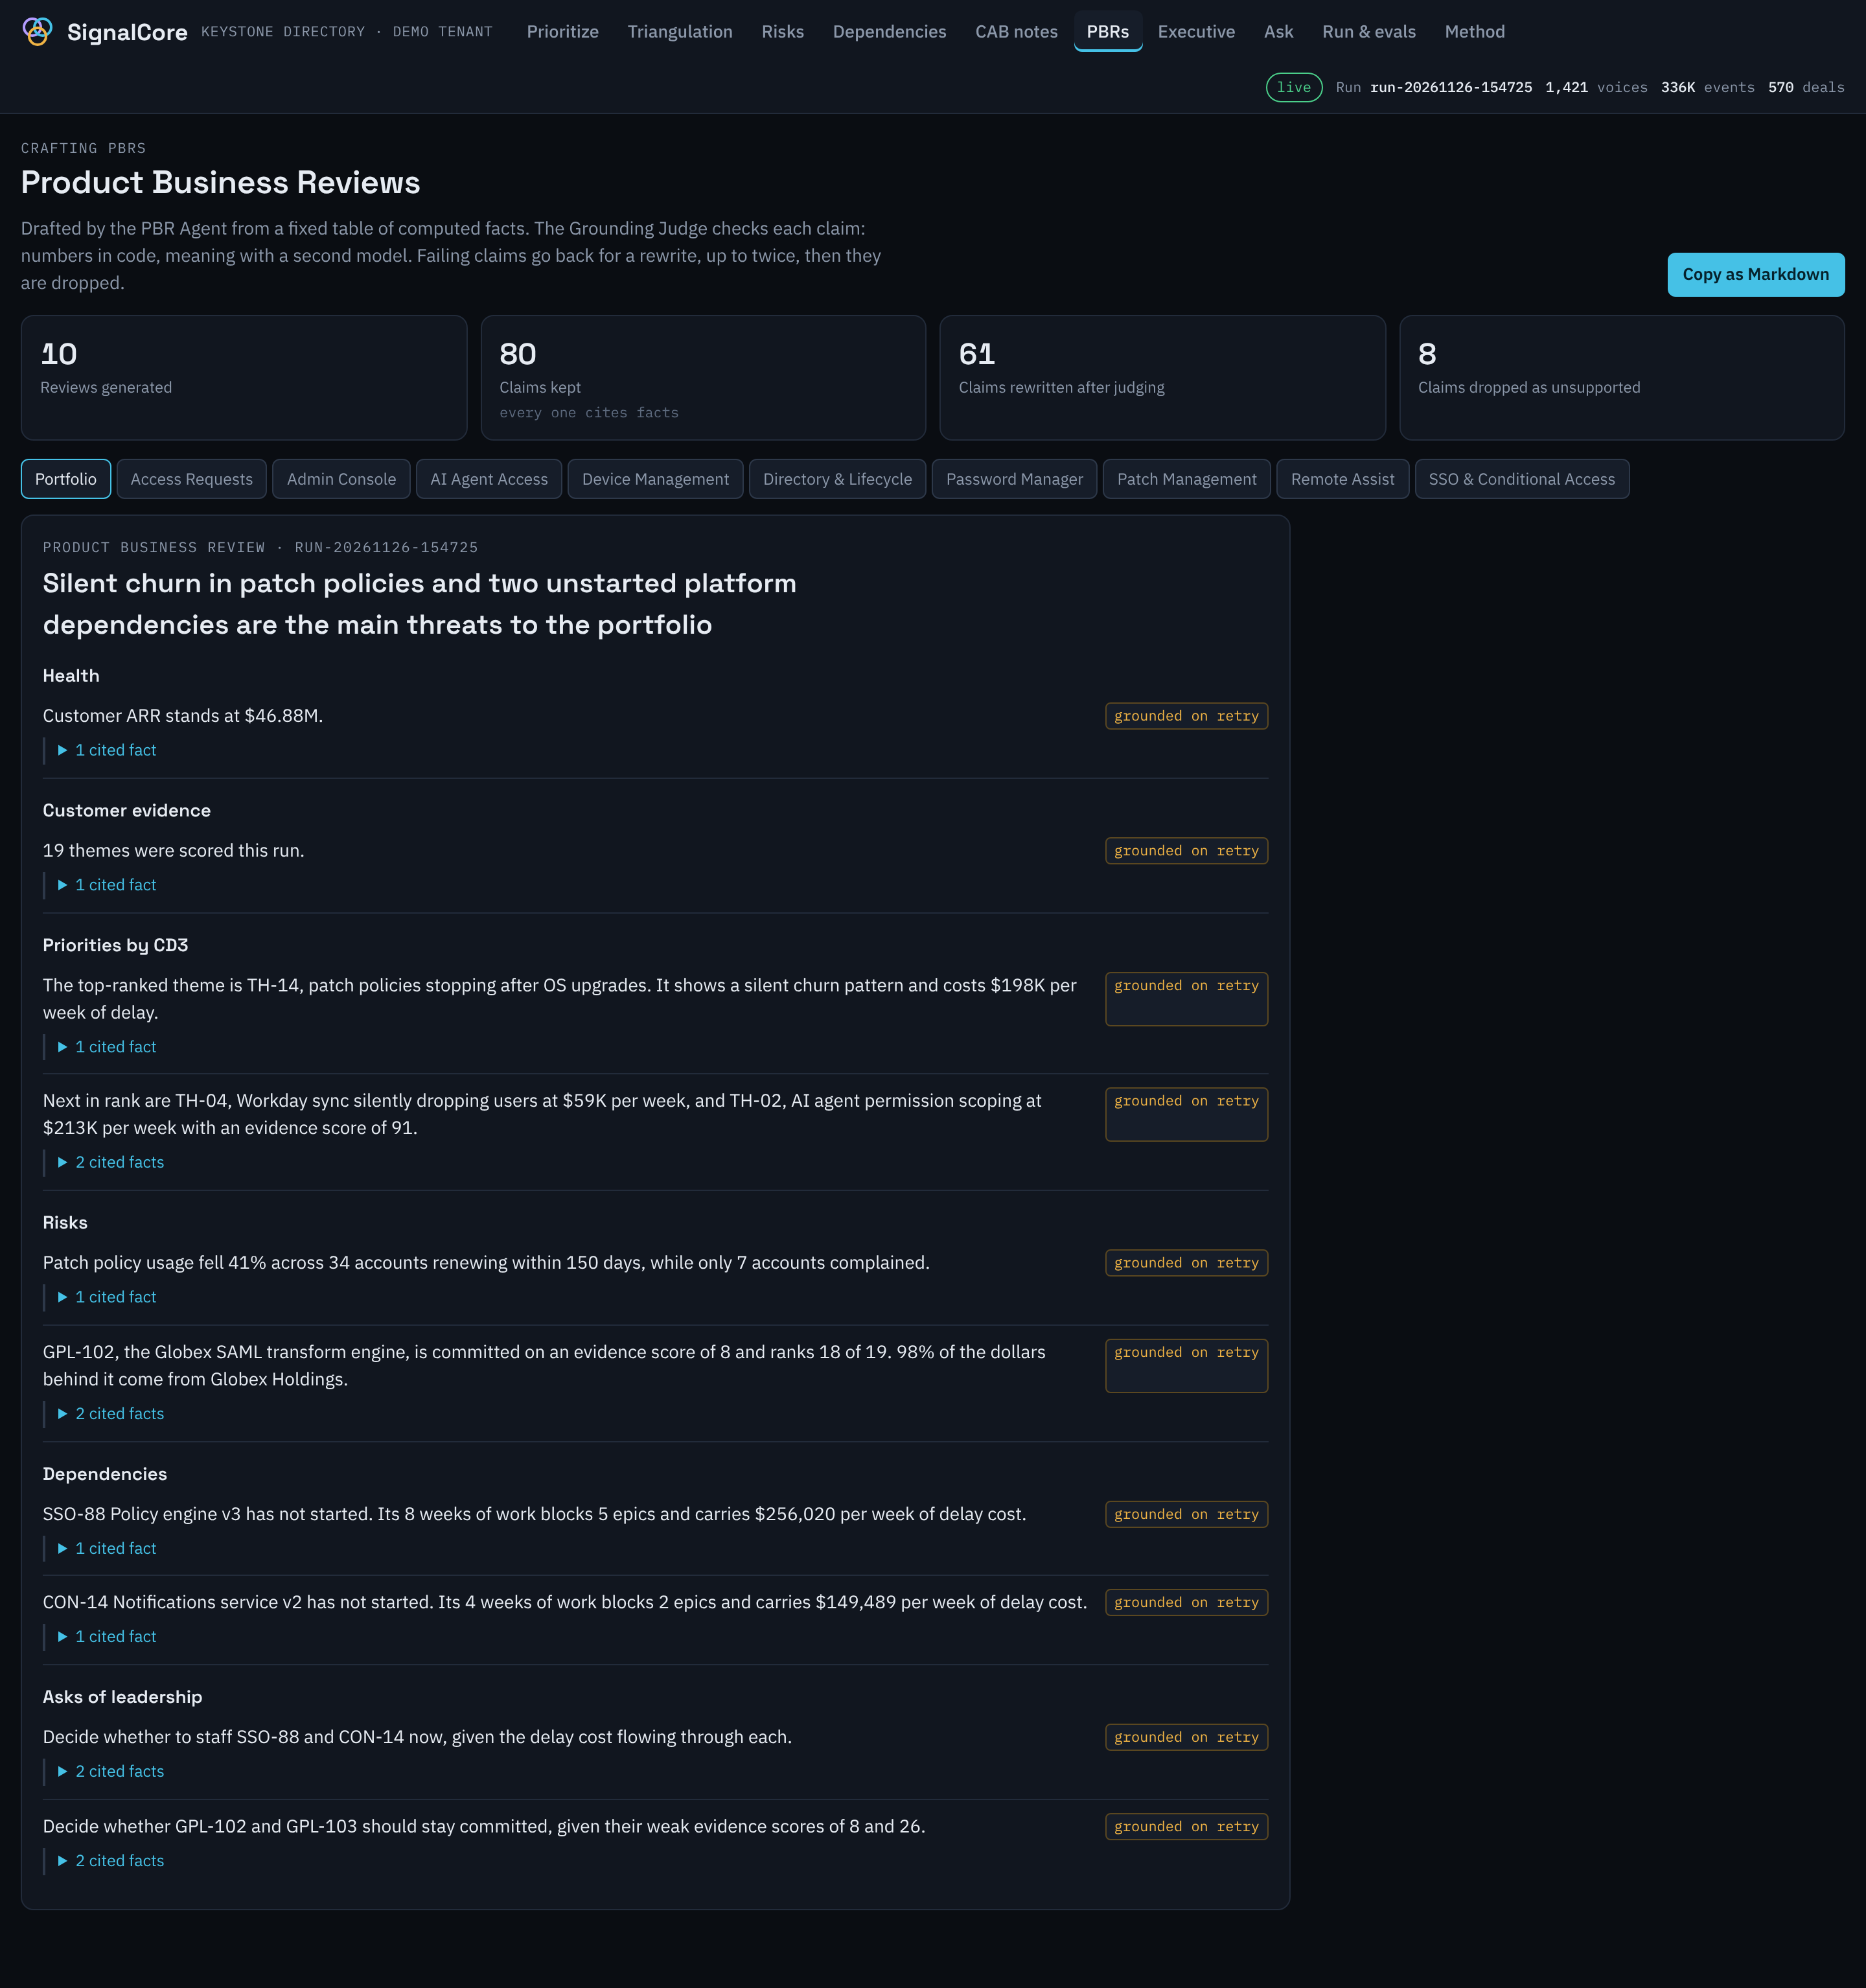 SignalCore KEYSTONE DIRECTORY · DEMO TENANT Prioritize Triangulation Risks Dependencies CAB notes PBRs Executive Ask Run & evals Method
live Run run-20261126-154725 1,421 voices 336K events 570 deals
CRAFTING PBRS
Product Business Reviews
Drafted by the PBR Agent from a fixed table of computed facts. The Grounding Judge checks each claim:
numbers in code, meaning with a second model. Failing claims go back for a rewrite, up to twice, then they
are dropped.
Copy as Markdown
10
Reviews generated
80
Claims kept
every one cites facts
61
Claims rewritten after judging
8
Claims dropped as unsupported
Portfolio Access Requests Admin Console AI Agent Access Device Management Directory & Lifecycle Password Manager Patch Management Remote Assist SSO & Conditional Access
PRODUCT BUSINESS REVIEW · RUN-20261126-154725
Silent churn in patch policies and two unstarted platform
dependencies are the main threats to the portfolio
Health
Customer ARR stands at $46.88M. grounded on retry
1 cited fact
Customer evidence
19 themes were scored this run. grounded on retry
1 cited fact
Priorities by CD3
The top-ranked theme is TH-14, patch policies stopping after OS upgrades. It shows a silent churn pattern and costs $198K per grounded on retry
week of delay.
1 cited fact
Next in rank are TH-04, Workday sync silently dropping users at $59K per week, and TH-02, AI agent permission scoping at grounded on retry
$213K per week with an evidence score of 91.
2 cited facts
Risks
Patch policy usage fell 41% across 34 accounts renewing within 150 days, while only 7 accounts complained. grounded on retry
1 cited fact
GPL-102, the Globex SAML transform engine, is committed on an evidence score of 8 and ranks 18 of 19. 98% of the dollars grounded on retry
behind it come from Globex Holdings.
2 cited facts
Dependencies
SSO-88 Policy engine v3 has not started. Its 8 weeks of work blocks 5 epics and carries $256,020 per week of delay cost. grounded on retry
1 cited fact
CON-14 Notifications service v2 has not started. Its 4 weeks of work blocks 2 epics and carries $149,489 per week of delay cost. grounded on retry
1 cited fact
Asks of leadership
Decide whether to staff SSO-88 and CON-14 now, given the delay cost flowing through each. grounded on retry
2 cited facts
Decide whether GPL-102 and GPL-103 should stay committed, given their weak evidence scores of 8 and 26. grounded on retry
2 cited facts